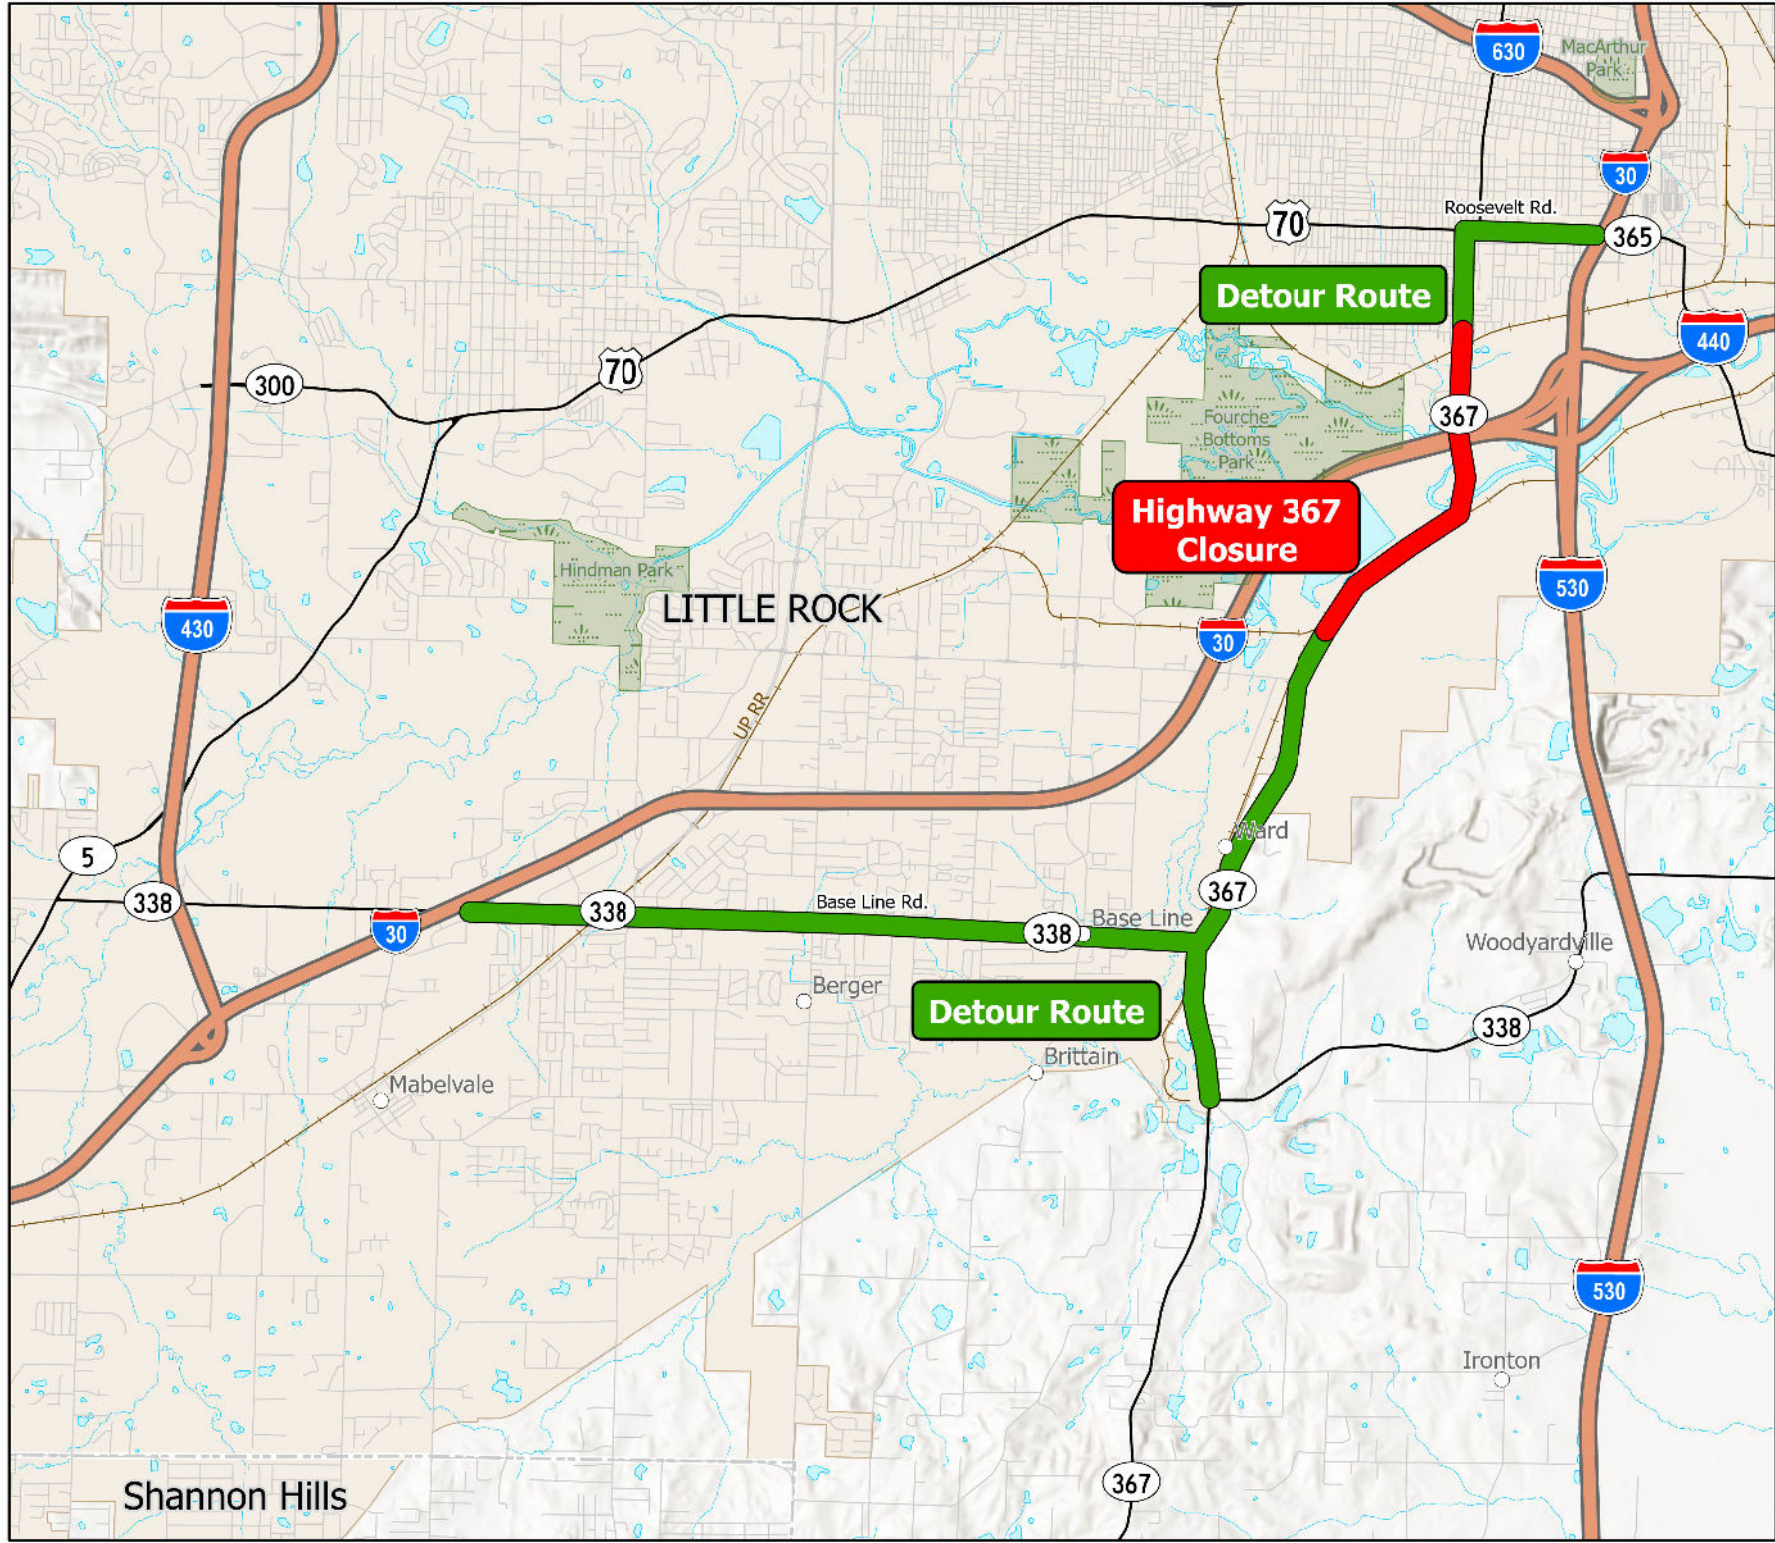 630
MacArthur
Park
30
Roosevelt Rd.
70
365
Detour Route
440
70
300
367
Fourche
Bottoms
Park
Highway 367
Closure
Hindman Park
530
LITTLE ROCK
430
30
UP RR
Ward
5
367
338
338
Base Line Rd.
Base Line
30
338
Woodyardville
Berger
Detour Route
338
Brittain
Mabelvale
530
Ironton
367
Shannon Hills